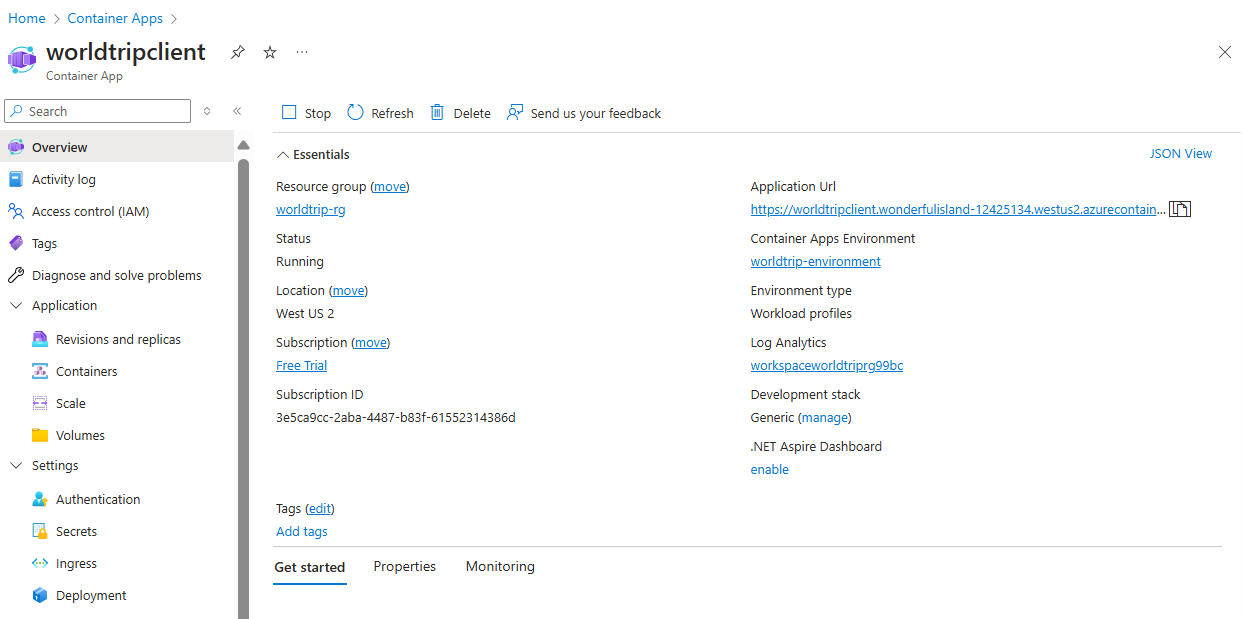 Home > Container Apps >
worldtripclient ...
Container App
Search
Overview
Activity log
Access control (IAM)
Tags
Diagnose and solve problems
Application
Revisions and replicas
Containers
Scale
Volumes
Settings
Authentication
Secrets
Ingress
Deployment
Stop Refresh Delete Send us your feedback
Essentials JSON View
Resource group (move)
worldtrip-rg
Status
Running
Location (move)
West US 2
Subscription (move)
Free Trial
Subscription ID
3e5ca9cc-2aba-4487-b83f-61552314386d
Application Url
https://worldtripclient.wonderfulisland-12425134.westus2.azurecontain...
Container Apps Environment
worldtrip-environment
Environment type
Workload profiles
Log Analytics
workspaceworldtriprg99bc
Development stack
Generic (manage)
.NET Aspire Dashboard
enable
Tags (edit)
Add tags
Get started Properties Monitoring